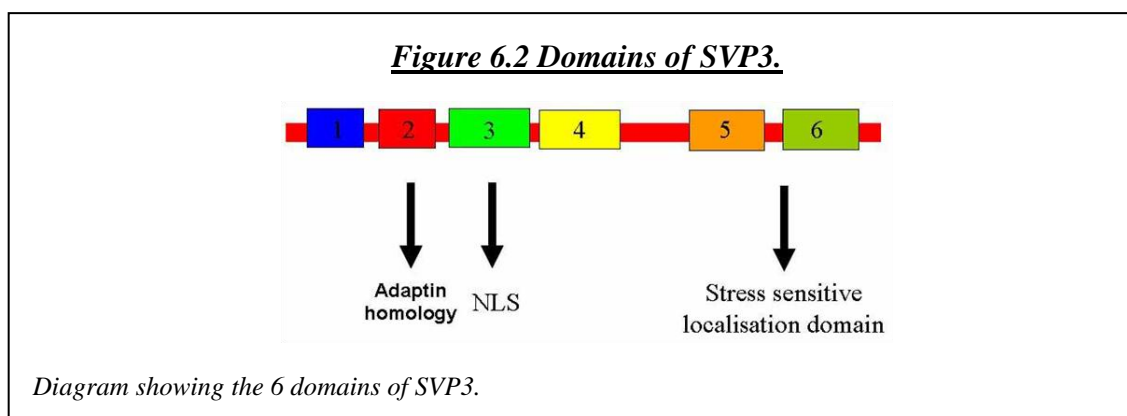 Figure 6.2 Domains of SVP3.
1 2 3 4 5 6
Adaptin
homology
NLS
Stress sensitive
localisation domain
Diagram showing the 6 domains of SVP3.